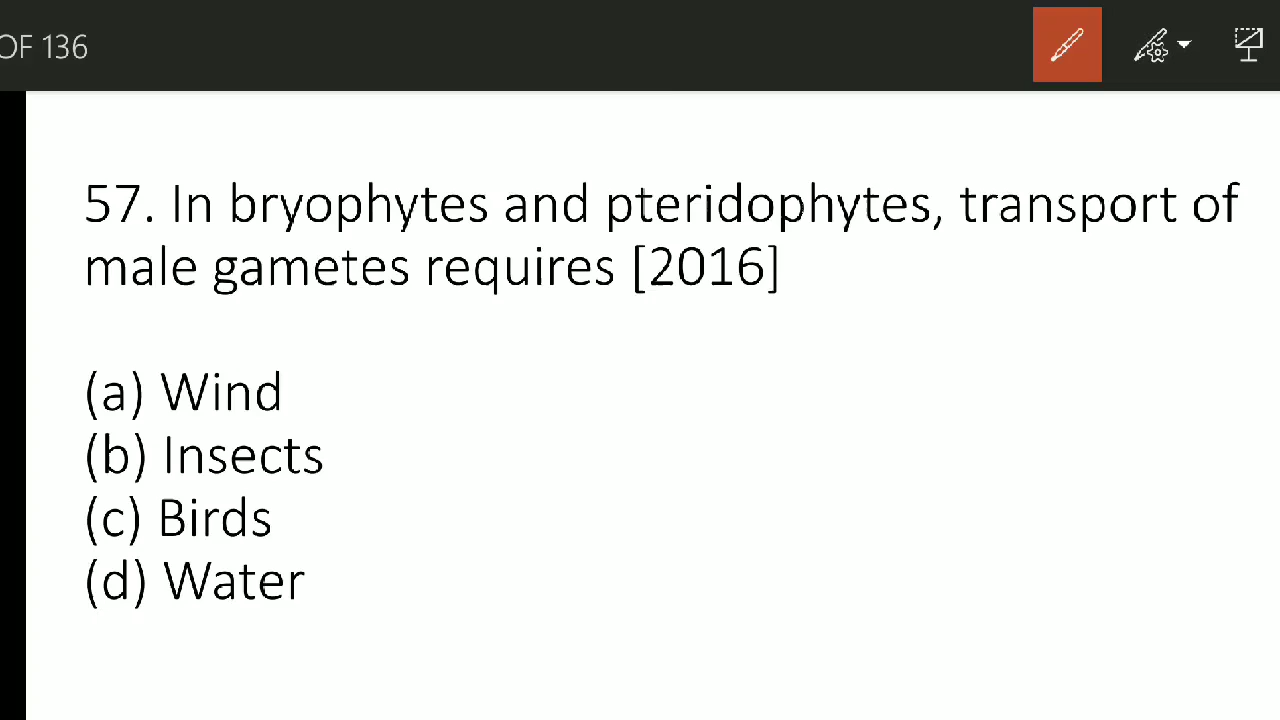 OF 136
57. In bryophytes and pteridophytes, transport of
male gametes requires [2016]
(a) Wind
(b) Insects
(c) Birds
(d) Water